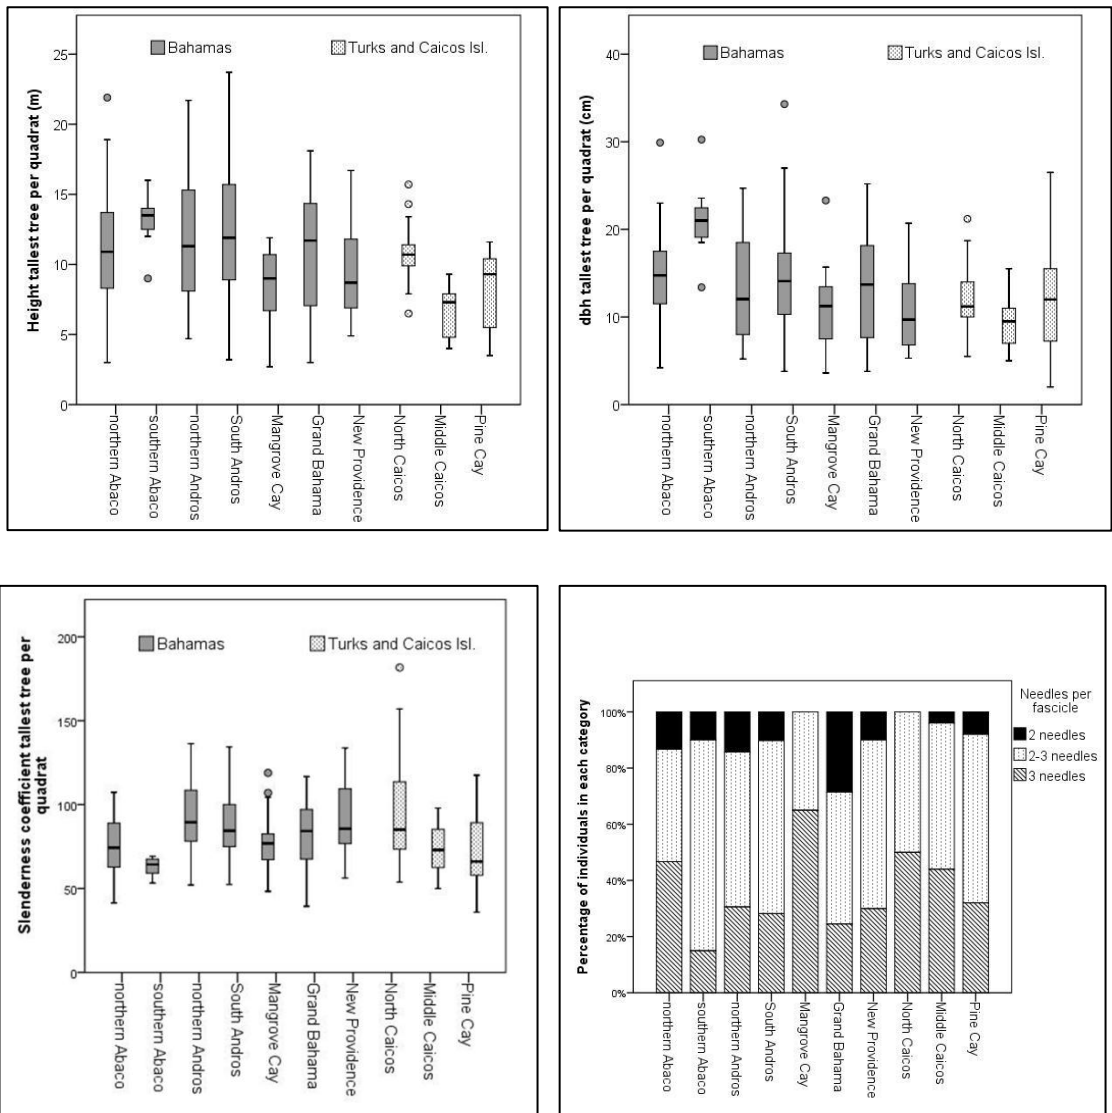 Height tallest tree per quadrat (m)
Bahamas
Turks and Caicos Isl.
25
20
15
10
5
0
northern Abaco
southern Abaco
northern Andros
South Andros
Mangrove Cay
Grand Bahama
New Providence
North Caicos
Middle Caicos
Pine Cay
dbh tallest tree per quadrat (cm)
Bahamas
Turks and Caicos Isl.
40
30
20
10
0
northern Abaco
southern Abaco
northern Andros
South Andros
Mangrove Cay
Grand Bahama
New Providence
North Caicos
Middle Caicos
Pine Cay
Slenderness coefficient tallest tree per
quadrat
Bahamas
Turks and Caicos Isl.
200
150
100
50
0
northern Abaco
southern Abaco
northern Andros
South Andros
Mangrove Cay
Grand Bahama
New Providence
North Caicos
Middle Caicos
Pine Cay
Percentage of individuals in each category
100%
80%
60%
40%
20%
0%
Needles per
fascicle
2 needles
2-3 needles
3 needles
northern Abaco
southern Abaco
northern Andros
South Andros
Mangrove Cay
Grand Bahama
New Providence
North Caicos
Middle Caicos
Pine Cay